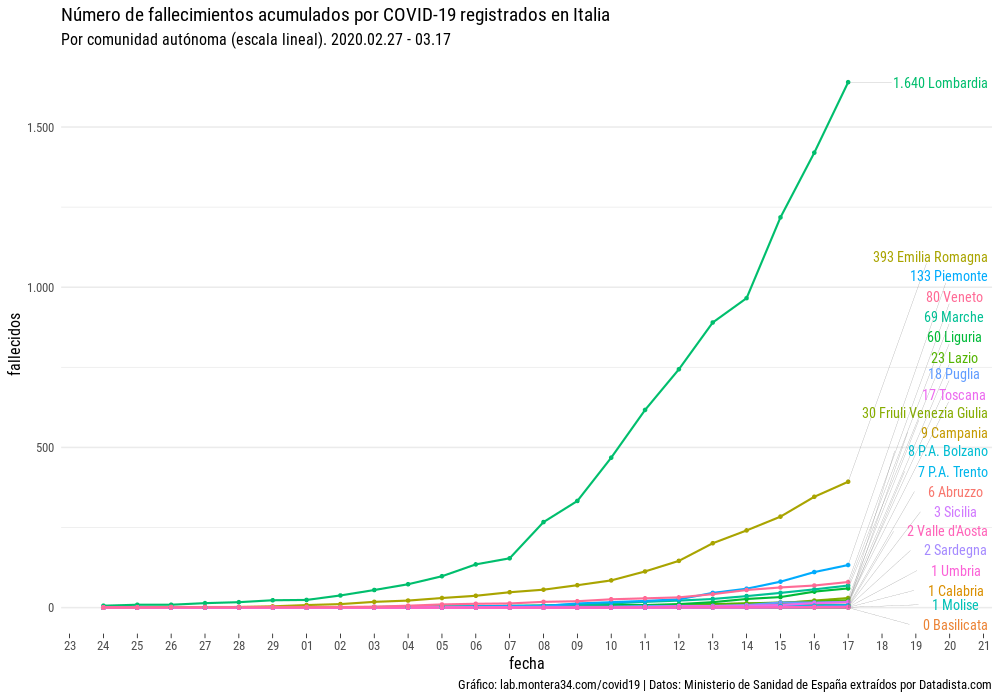 Número de fallecimientos acumulados por COVID-19 registrados en Italia
Por comunidad autónoma (escala lineal). 2020.02.27 - 03.17
fallecidos
1.500
1.000
500
0
1.640 Lombardia
393 Emilia Romagna
133 Piemonte
80 Veneto
69 Marche
60 Liguria
23 Lazio
18 Puglia
17 Toscana
30 Friuli Venezia Giulia
9 Campania
8 P.A. Bolzano
7 P.A. Trento
6 Abruzzo
3 Sicilia
2 Valle d'Aosta
2 Sardegna
1 Umbria
1 Calabria
1 Molise
0 Basilicata
23 24 25 26 27 28 29 01 02 03 04 05 06 07 08 09 10 11 12 13 14 15 16 17 18 19 20 21
fecha
Gráfico: lab.montera34.com/covid19 | Datos: Ministerio de Sanidad de España extraídos por Datadista.com